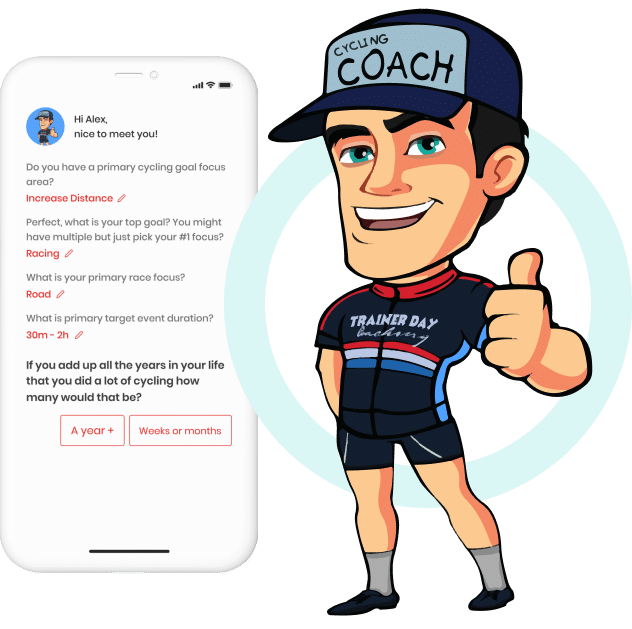 Hi Alex,
nice to meet you!
Do you have a primary cycling goal focus
area?
Increase Distance
Perfect, what is your top goal? You might
have multiple but just pick your #1 focus?
Racing
What is your primary race focus?
Road
What is primary target event duration?
30m - 2h
If you add up all the years in your life
that you did a lot of cycling how
many would that be?
A year +
Weeks or months
CYCLING
COACH
TRAINER DAY
Coach Jury